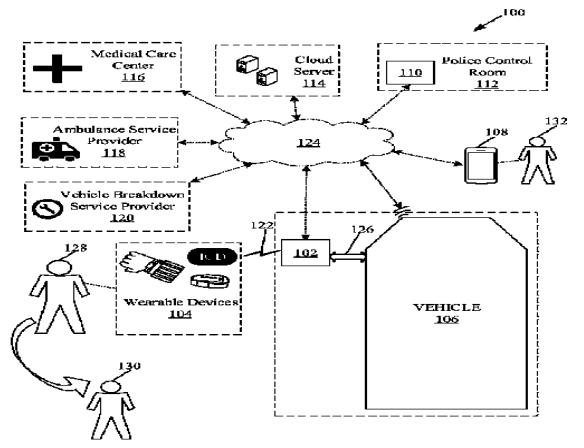 100
Medical Care
Center
116
Cloud
Server
114
110
Police Control
Room
112
Ambulance Service
Provider
118
124
108
132
Vehicle Breakdown
Service Provider
120
128
122
126
102
Wearable Devices
104
VEHICLE
106
130